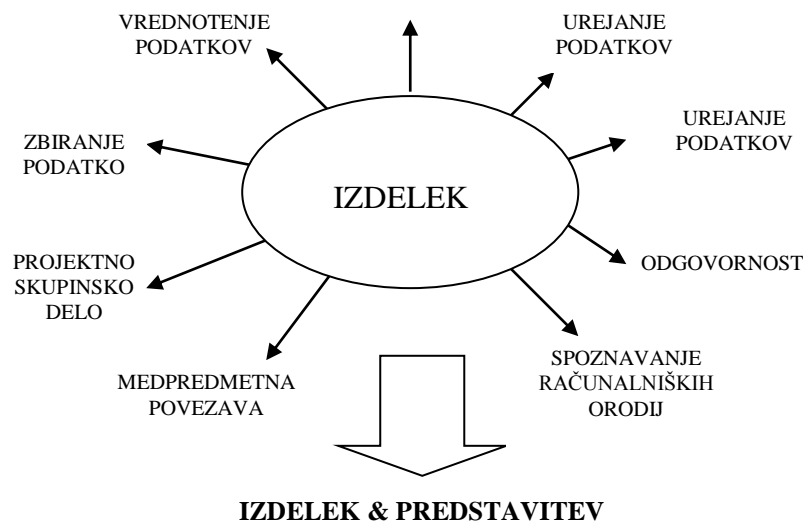 VREDNOTENJE
PODATKOV
UREJANJE
PODATKOV
UREJANJE
PODATKOV
ZBIRANJE
PODATKO
IZDELEK
PROJEKTNO
SKUPINSKO
DELO
ODGOVORNOST
MEDPREDMETNA
POVEZAVA
SPOZNAVANJE
RAČUNALNIŠKIH
ORODIJ
IZDELEK & PREDSTAVITEV